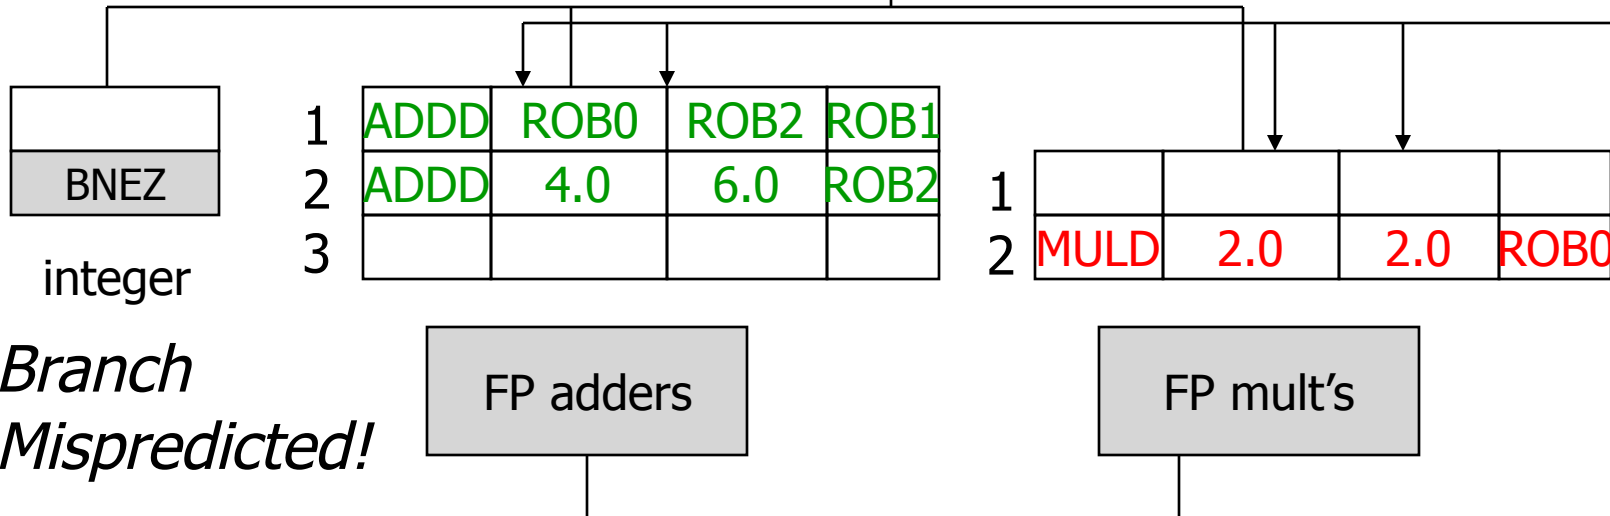 1 ADDD ROB0 ROB2 ROB1
BNEZ 2 ADDD 4.0 6.0 ROB2
1
3
2 MULD 2.0 2.0 ROB0
integer
Branch
Mispredicted!
FP adders
FP mult’s